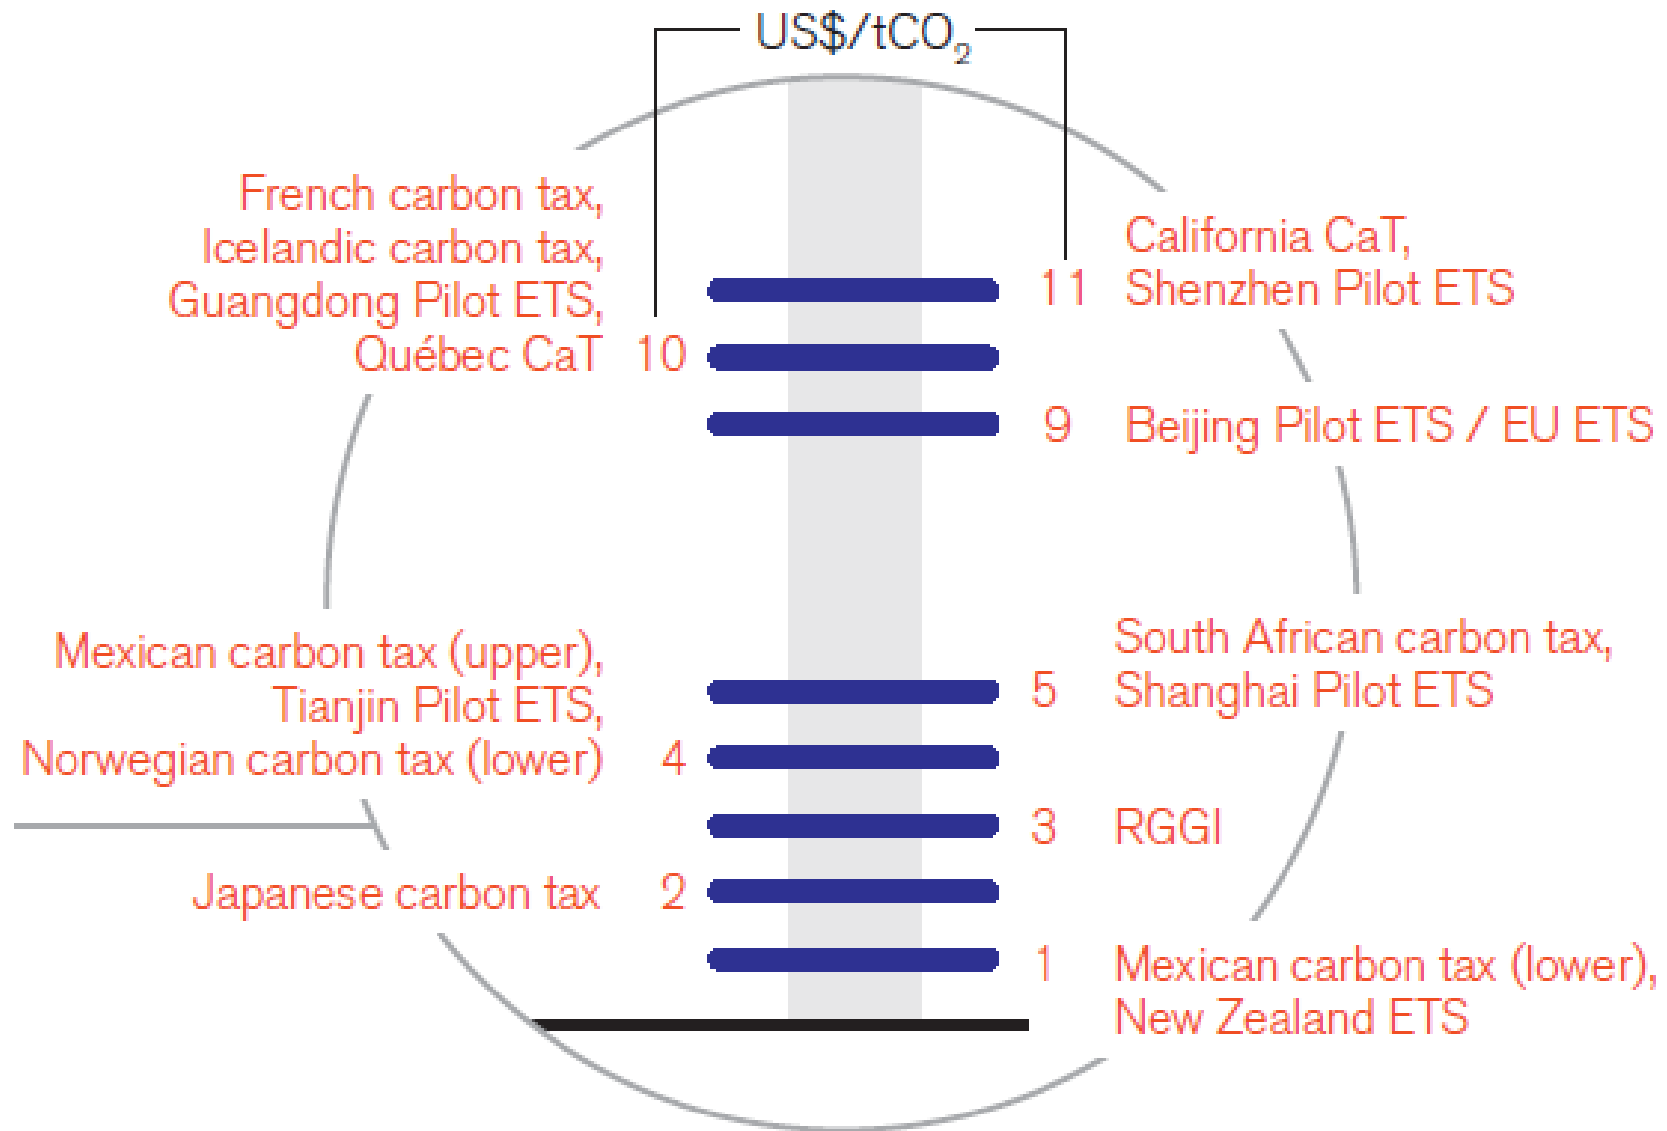 US$/tCO₂
French carbon tax,
Icelandic carbon tax,
Guangdong Pilot ETS,
Québec CaT 10
California CaT,
11 Shenzhen Pilot ETS
9 Beijing Pilot ETS / EU ETS
Mexican carbon tax (upper),
Tianjin Pilot ETS,
Norwegian carbon tax (lower) 4
South African carbon tax,
5 Shanghai Pilot ETS
3 RGGI
Japanese carbon tax 2
1 Mexican carbon tax (lower),
New Zealand ETS